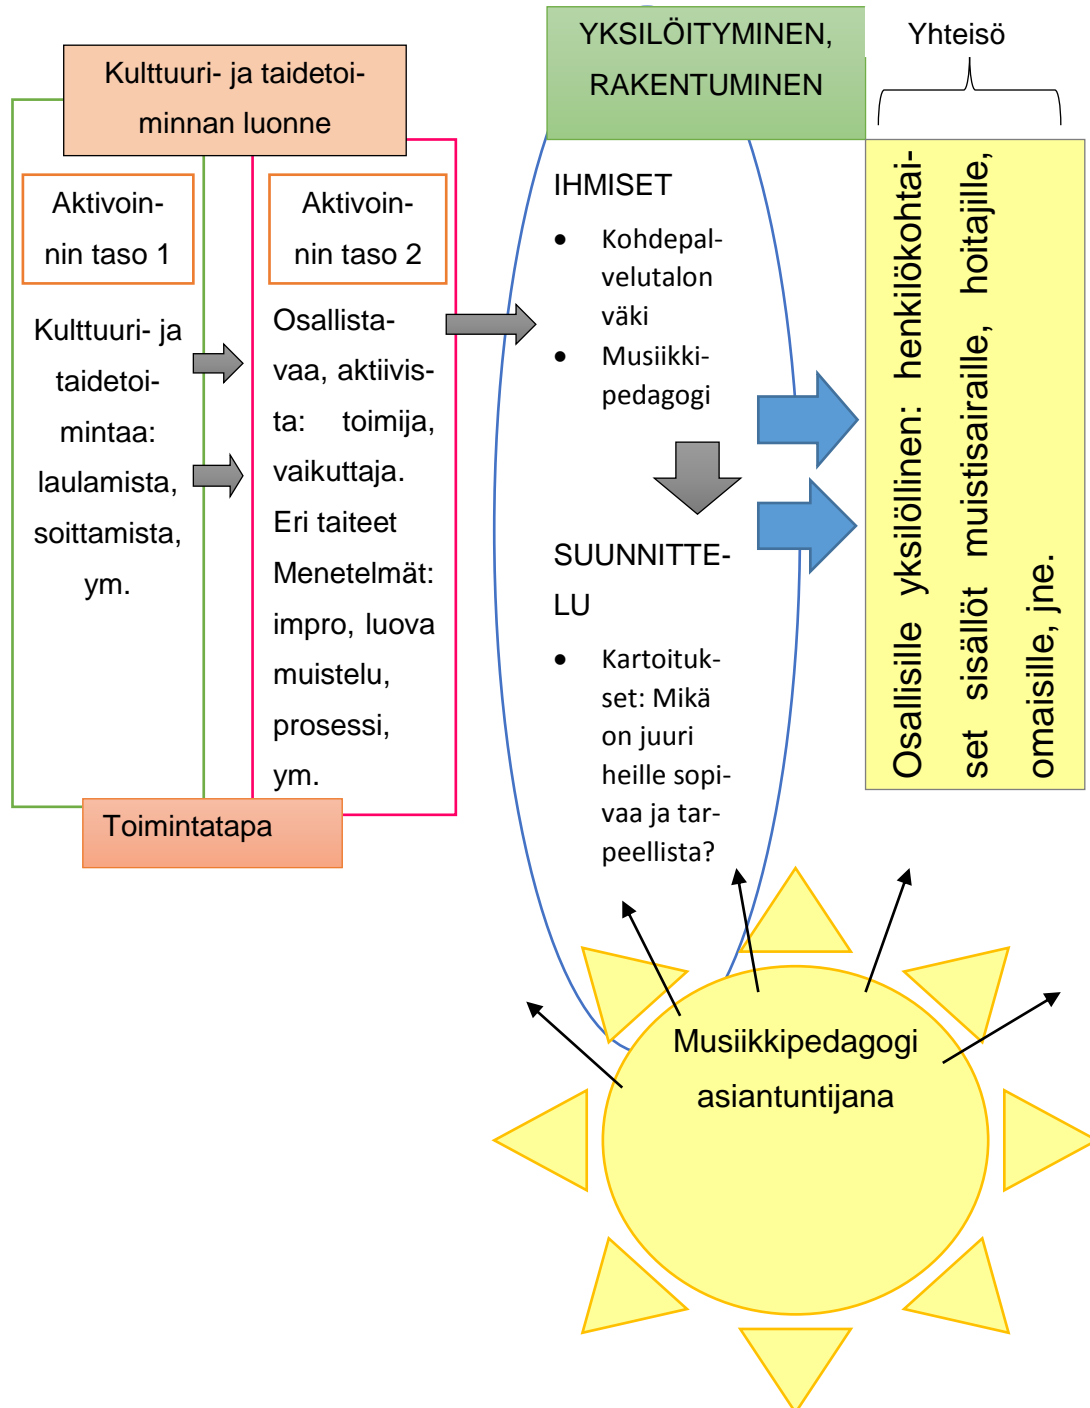 Kulttuuri- ja taidetoi-
minnan luonne
Aktivoin-
nin taso 1
Kulttuuri- ja
taidetoi-
mintaa:
laulamista,
soittamista,
ym.
Aktivoin-
nin taso 2
Osallista-
vaa, aktiivis-
ta: toimija,
vaikuttaja.
Eri taiteet
Menetelmät:
impro, luova
muistelu,
prosessi,
ym.
Toimintatapa
YKSILÖITYMINEN,
RAKENTUMINEN
IHMISET
• Kohdepal-
velutalon
väki
• Musiikki-
pedagogi
SUUNNITTE-
LU
• Kartoituk-
set: Mikä
on juuri
heille sopi-
vaa ja tar-
peellista?
Yhteisö
Osallisille yksilöllinen: henkilökohtai-
set sisällöt muistisairaille, hoitajille,
omaisille, jne.
Musiikkipedagogi
asiantuntijana